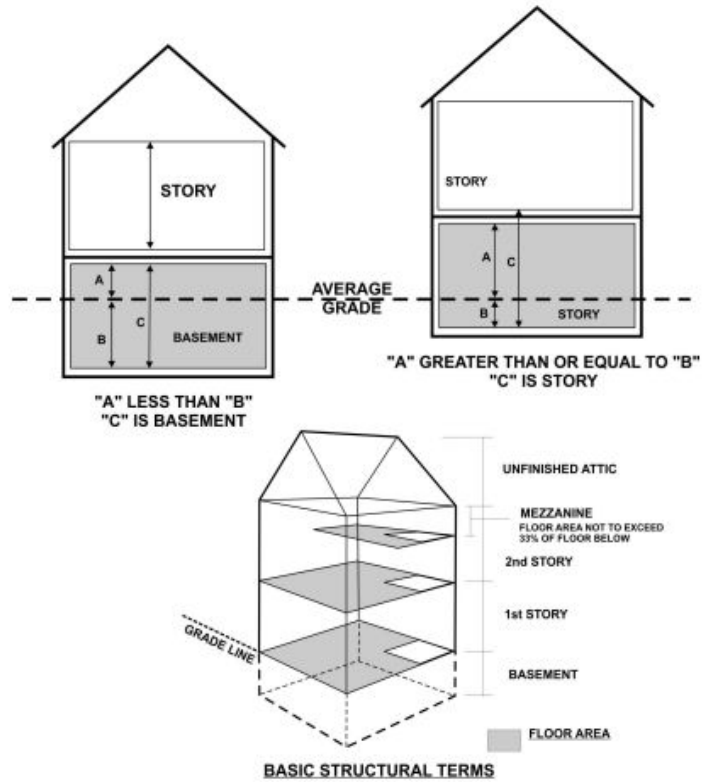 STORY
A
B
C
BASEMENT
"A" LESS THAN "B"
"C" IS BASEMENT
AVERAGE
GRADE
STORY
A
C
B
STORY
"A" GREATER THAN OR EQUAL TO "B"
"C" IS STORY
UNFINISHED ATTIC
MEZZANINE
FLOOR AREA NOT TO EXCEED
33% OF FLOOR BELOW
2nd STORY
1st STORY
GRADE LINE
BASEMENT
FLOOR AREA
BASIC STRUCTURAL TERMS